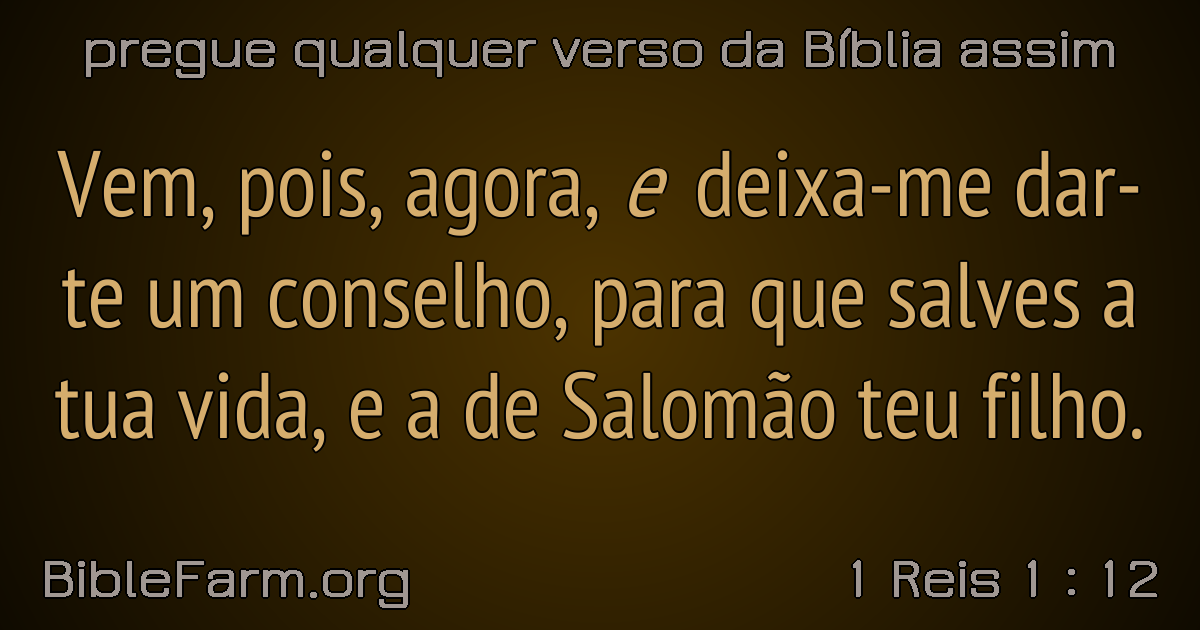 pregue qualquer verso da Bíblia assim
Vem, pois, agora, e deixa-me dar-
te um conselho, para que salves a
tua vida, e a de Salomão teu filho.
BibleFarm.org
1 Reis 1 : 12